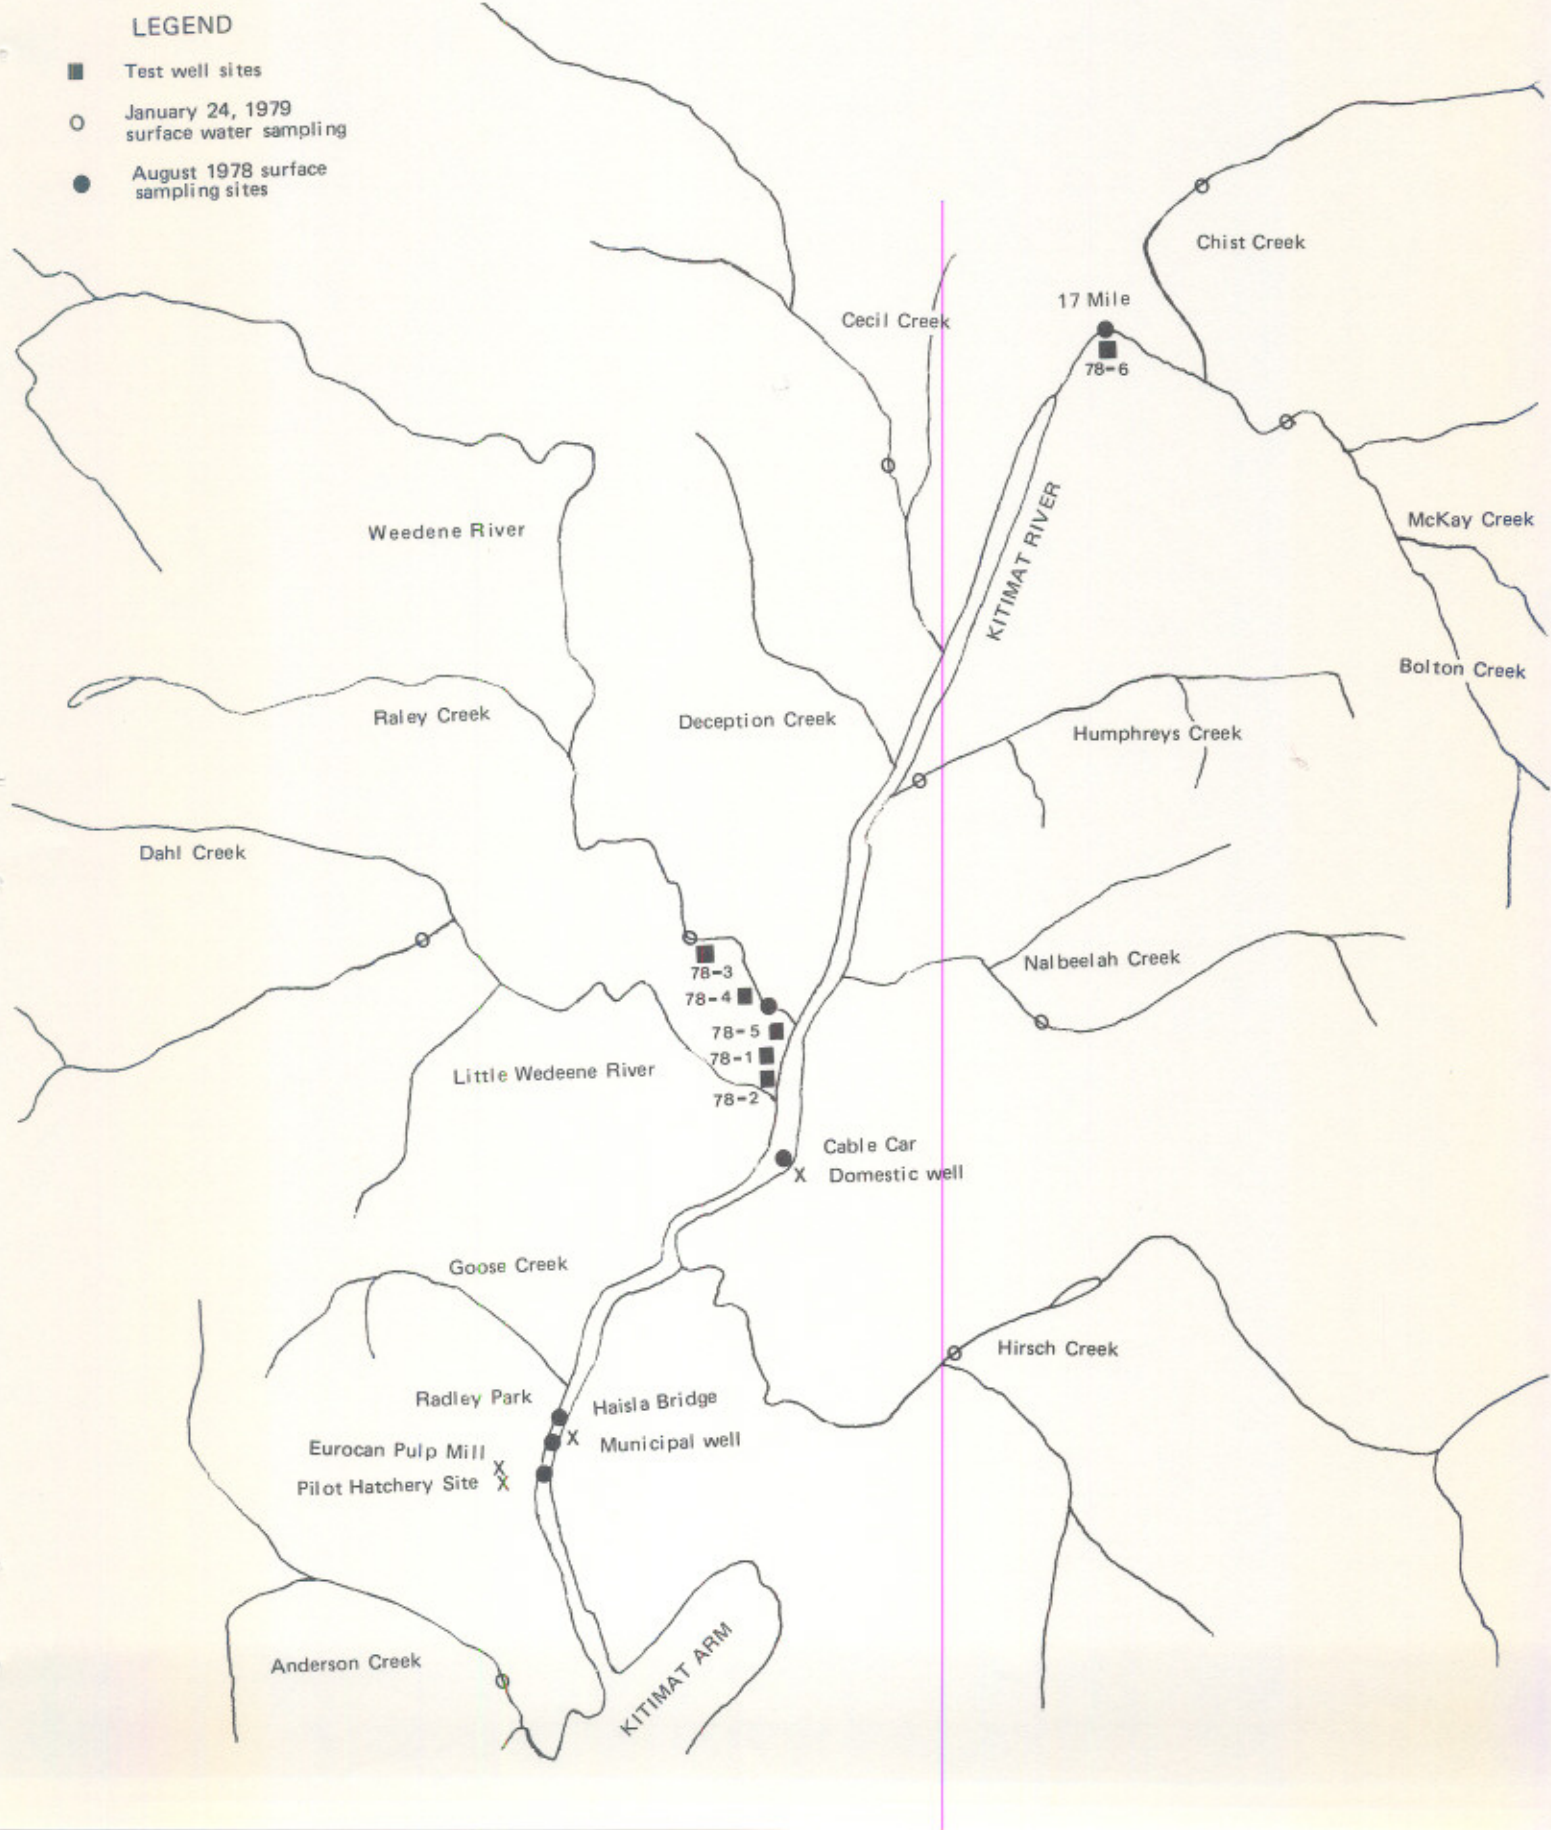 LEGEND
Test well sites
January 24, 1979
surface water sampling
August 1978 surface
sampling sites
Chist Creek
17 Mile
Cecil Creek
78-6
McKay Creek
Weedene River
KITIMAT RIVER
Bolton Creek
Raley Creek
Deception Creek
Humphreys Creek
Dahl Creek
Nalbeelah Creek
78-3
78-4
78-5
78-1
Little Wedeene River
78-2
Cable Car
X Domestic well
Goose Creek
Hirsch Creek
Radley Park
Haisla Bridge
X Municipal well
Eurocan Pulp Mill X
Pilot Hatchery Site X
Anderson Creek
KITIMAT ARM